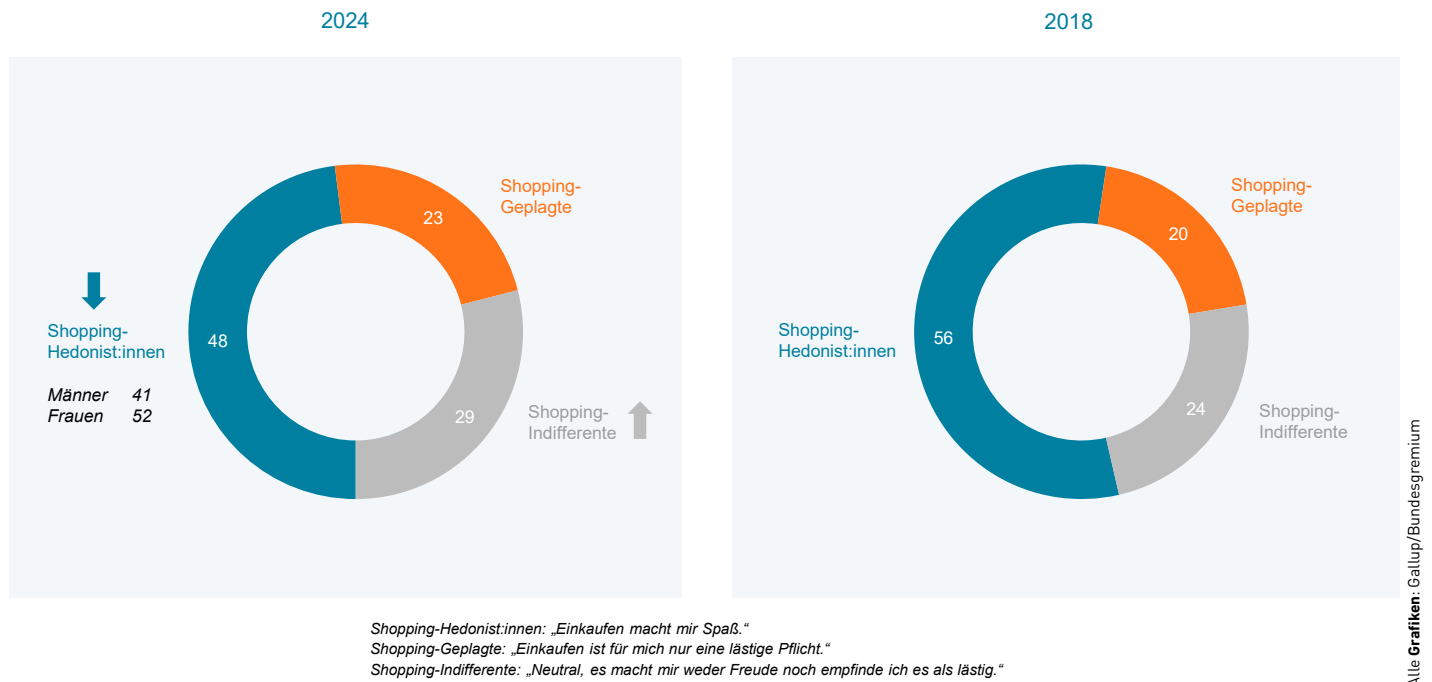 2024
2018
Shopping-
Geplagte
23
Shopping-
Hedonist:innen
48
Männer 41
Frauen 52
29
Shopping-
Indifferente
Shopping-
Geplagte
20
Shopping-
Hedonist:innen
56
24
Shopping-
Indifferente
Shopping-Hedonist:innen: „Einkaufen macht mir Spaß.“
Shopping-Geplagte: „Einkaufen ist für mich nur eine lästige Pflicht.“
Shopping-Indifferente: „Neutral, es macht mir weder Freude noch empfinde ich es als lästig.“
Alle Grafiken: Gallup/Bundesgremium